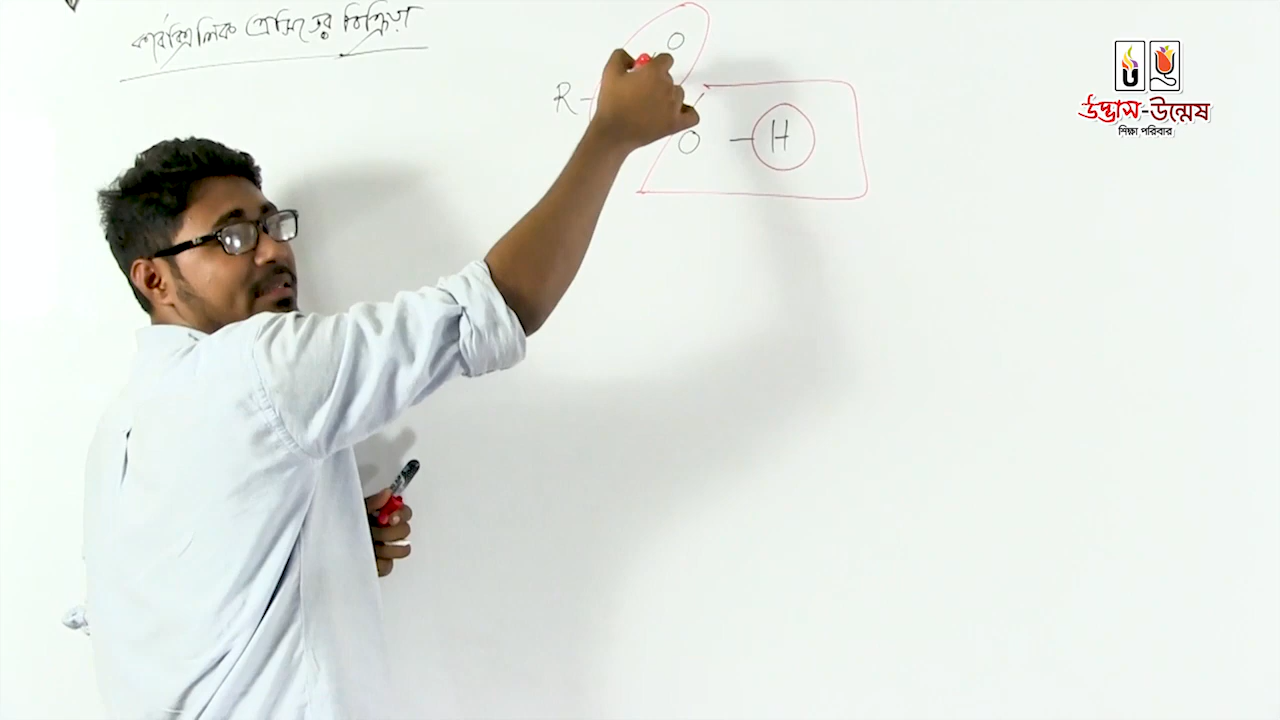 কার্বক্সিলিক এসিডের বিক্রিয়া
O
R -
O - H
উদ্ভাস-উন্মেষ
শিক্ষা পরিবার